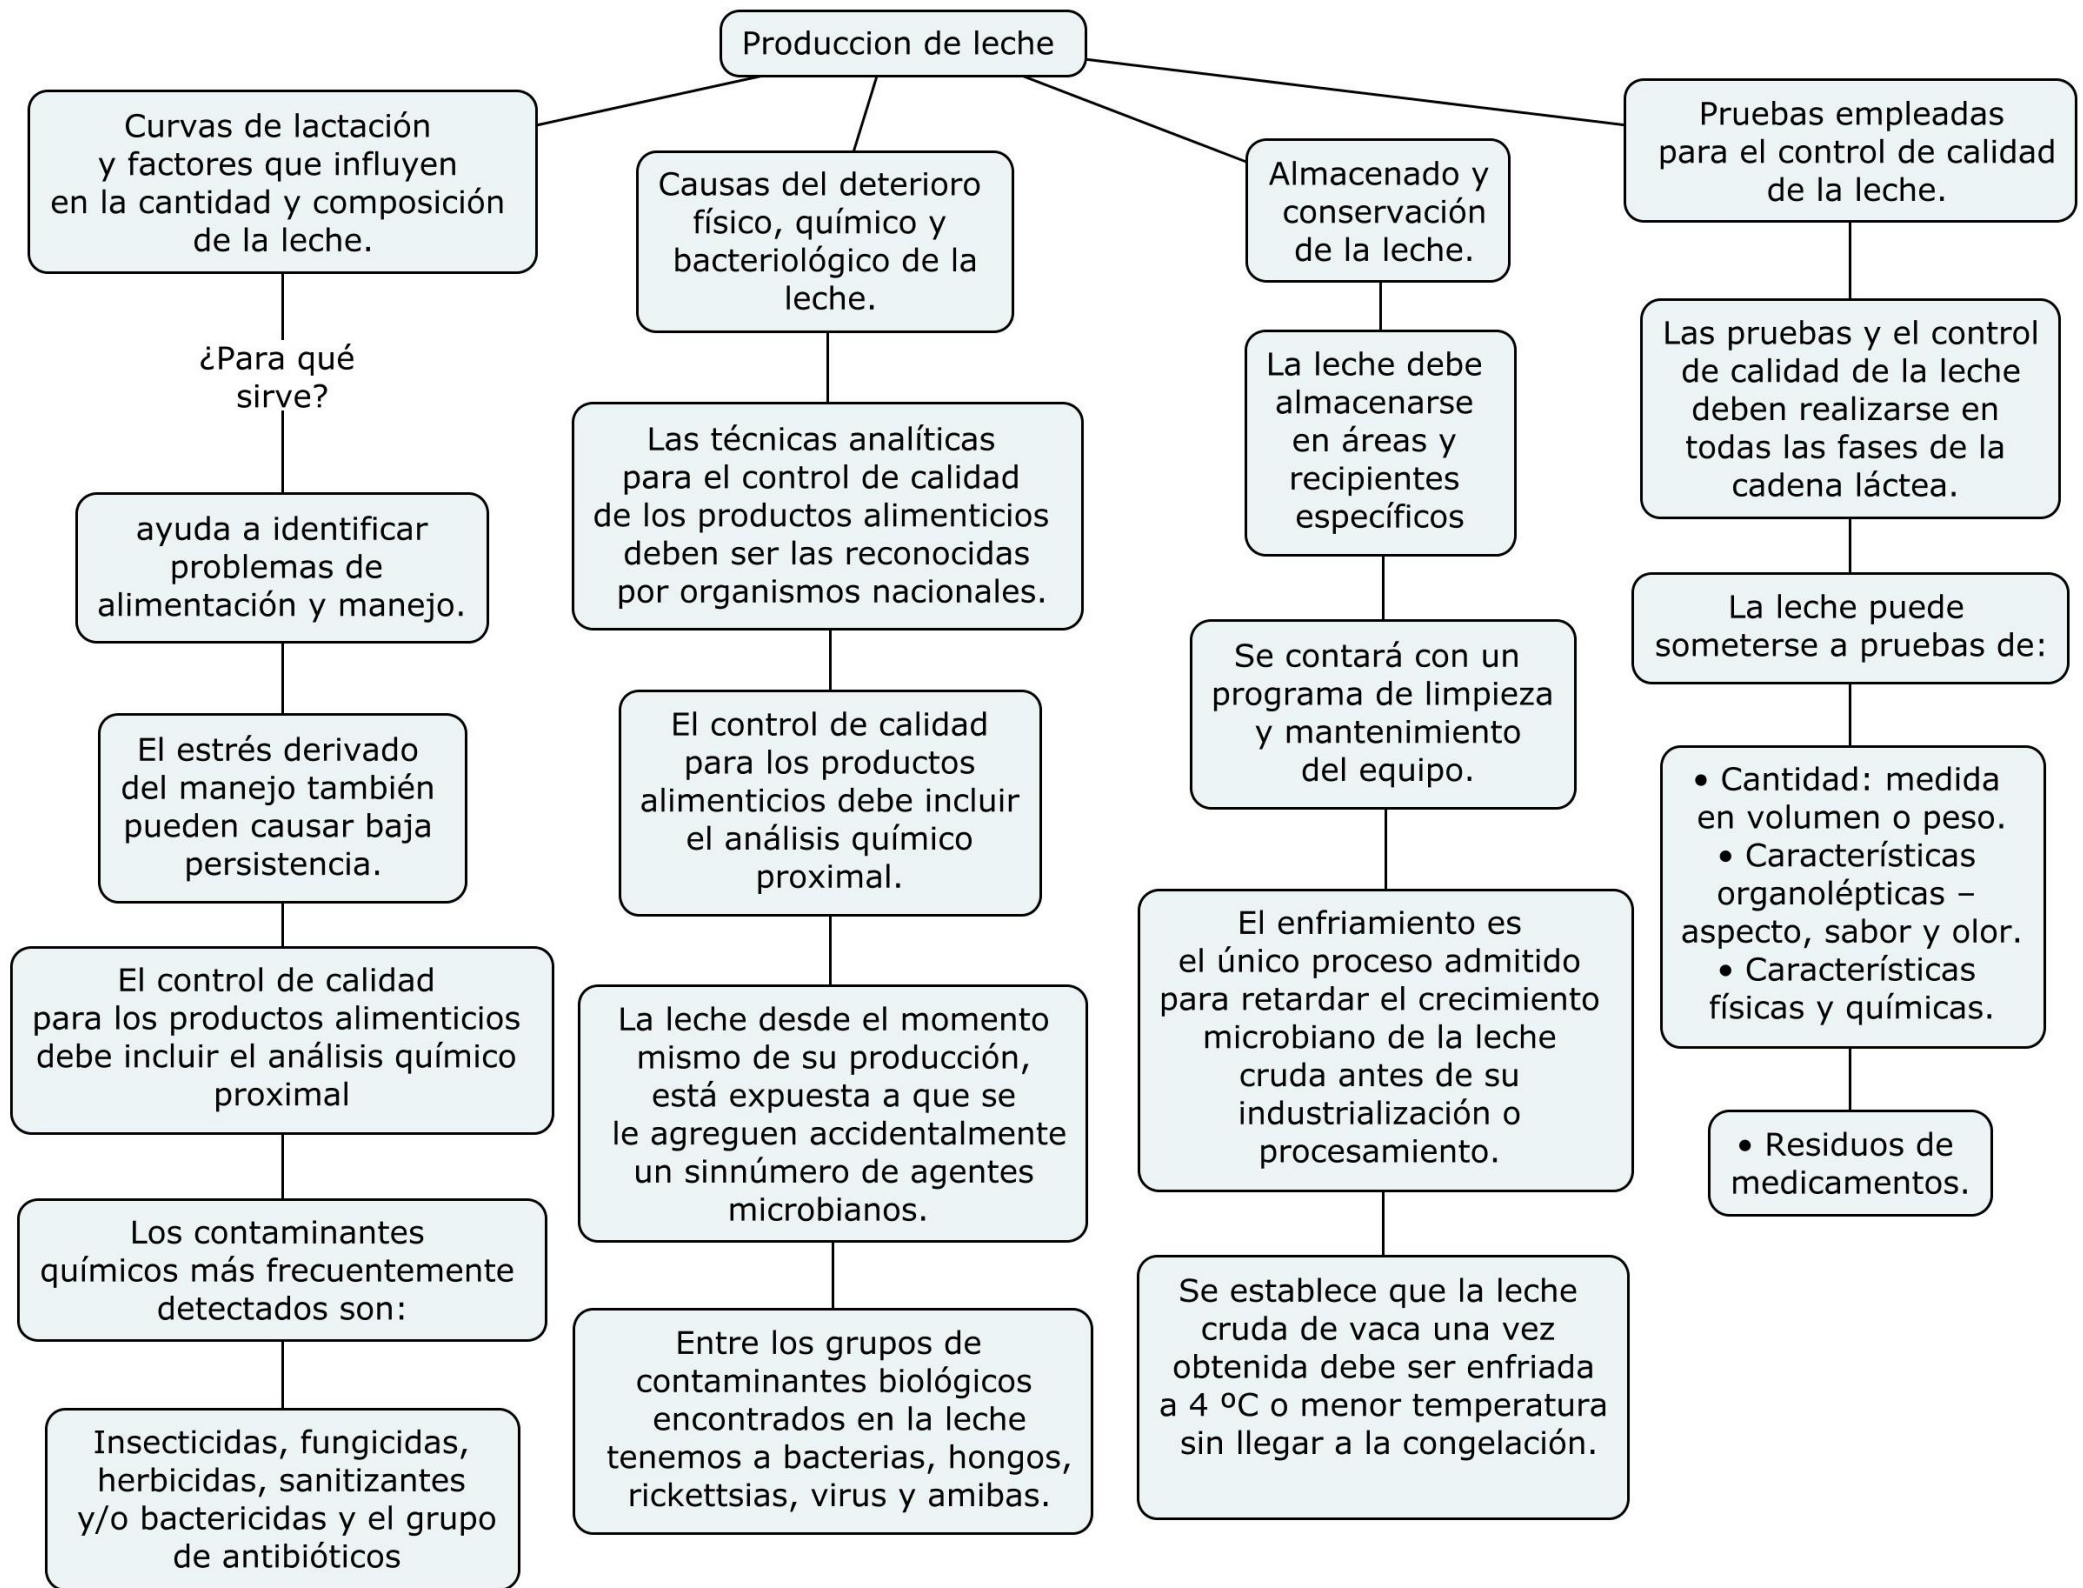 Produccion de leche
Curvas de lactación
y factores que influyen
en la cantidad y composición
de la leche.
¿Para qué
sirve?
ayuda a identificar
problemas de
alimentación y manejo.
El estrés derivado
del manejo también
pueden causar baja
persistencia.
El control de calidad
para los productos alimenticios
debe incluir el análisis químico
proximal
Los contaminantes
químicos más frecuentemente
detectados son:
Insecticidas, fungicidas,
herbicidas, sanitizantes
y/o bactericidas y el grupo
de antibióticos
Causas del deterioro
físico, químico y
bacteriológico de la
leche.
Las técnicas analíticas
para el control de calidad
de los productos alimenticios
deben ser las reconocidas
por organismos nacionales.
El control de calidad
para los productos
alimenticios debe incluir
el análisis químico
proximal.
La leche desde el momento
mismo de su producción,
está expuesta a que se
le agreguen accidentalmente
un sinnúmero de agentes
microbianos.
Entre los grupos de
contaminantes biológicos
encontrados en la leche
tenemos a bacterias, hongos,
rickettsias, virus y amibas.
Almacenado y
conservación
de la leche.
La leche debe
almacenarse
en áreas y
recipientes
específicos
Se contará con un
programa de limpieza
y mantenimiento
del equipo.
El enfriamiento es
el único proceso admitido
para retardar el crecimiento
microbiano de la leche
cruda antes de su
industrialización o
procesamiento.
Se establece que la leche
cruda de vaca una vez
obtenida debe ser enfriada
a 4 ºC o menor temperatura
sin llegar a la congelación.
Pruebas empleadas
para el control de calidad
de la leche.
Las pruebas y el control
de calidad de la leche
deben realizarse en
todas las fases de la
cadena láctea.
La leche puede
someterse a pruebas de:
• Cantidad: medida
en volumen o peso.
• Características
organolépticas –
aspecto, sabor y olor.
• Características
físicas y químicas.
• Residuos de
medicamentos.